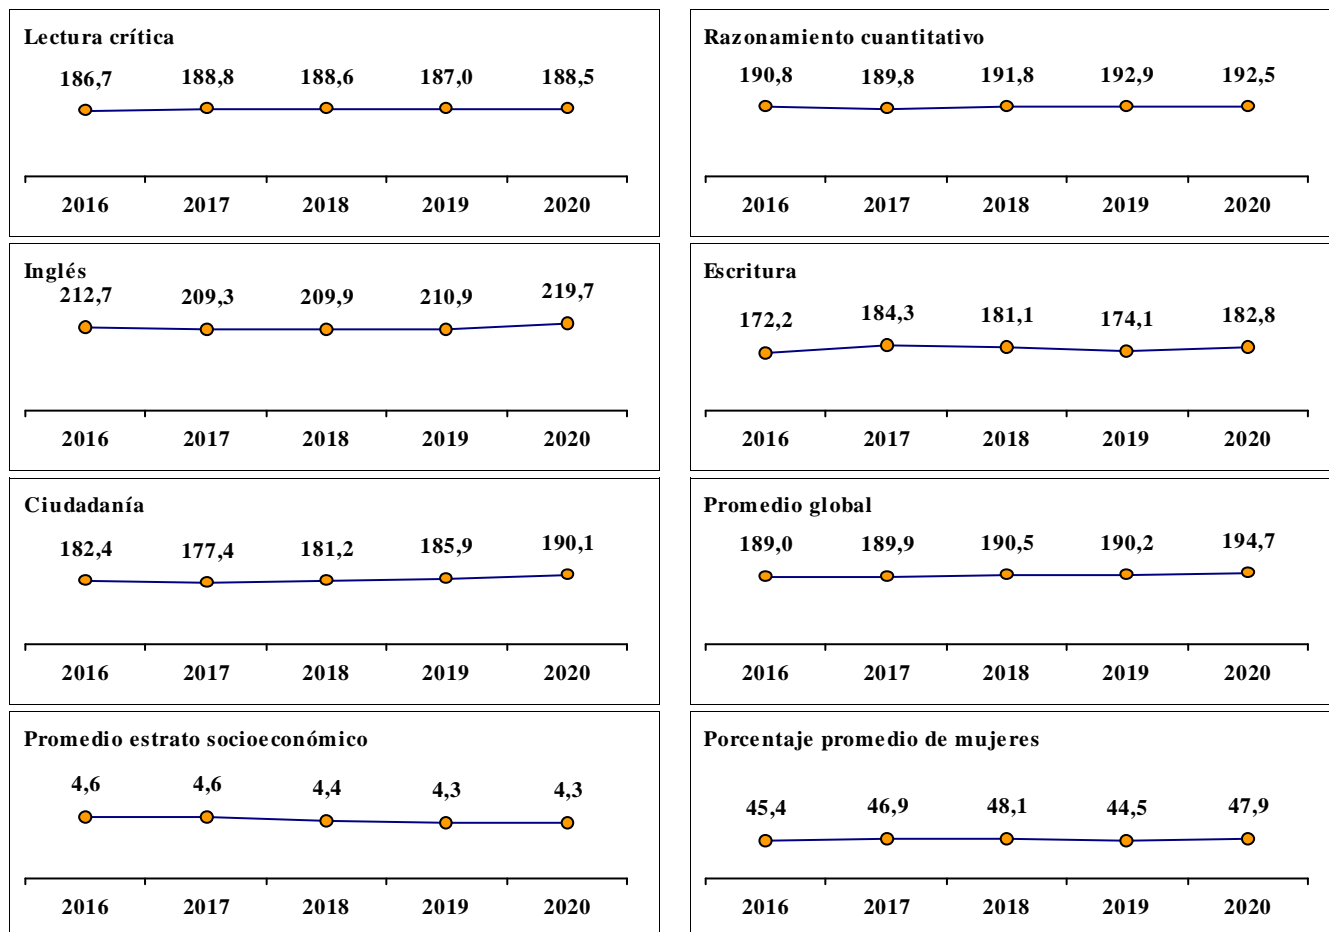 Lectura crítica
186,7 188,8 188,6 187,0 188,5
2016 2017 2018 2019 2020
Razonamiento cuantitativo
190,8 189,8 191,8 192,9 192,5
2016 2017 2018 2019 2020
Inglés
212,7 209,3 209,9 210,9 219,7
2016 2017 2018 2019 2020
Escritura
172,2 184,3 181,1 174,1 182,8
2016 2017 2018 2019 2020
Ciudadanía
182,4 177,4 181,2 185,9 190,1
2016 2017 2018 2019 2020
Promedio global
189,0 189,9 190,5 190,2 194,7
2016 2017 2018 2019 2020
Promedio estrato socioeconómico
4,6 4,6 4,4 4,3 4,3
2016 2017 2018 2019 2020
Porcentaje promedio de mujeres
45,4 46,9 48,1 44,5 47,9
2016 2017 2018 2019 2020